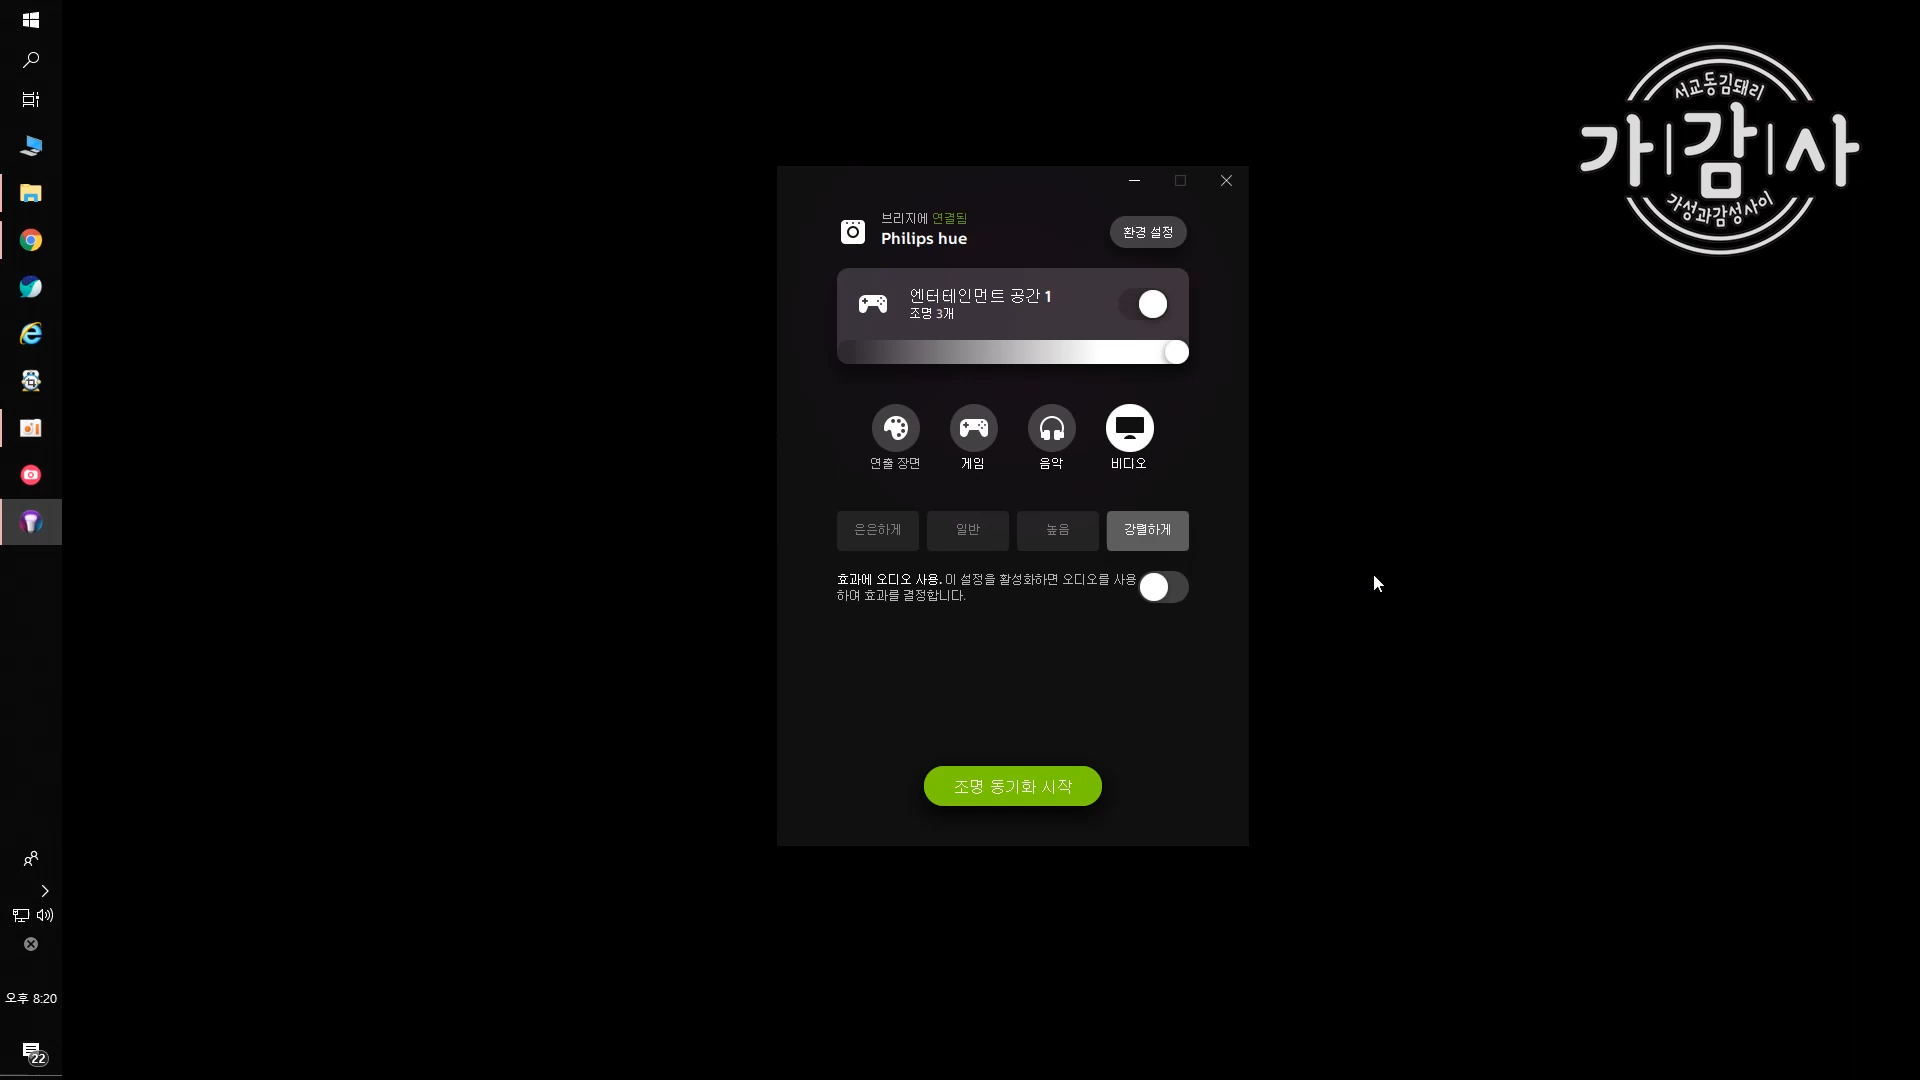 서교동김돼리
가|감|사
가성과감성사이
브리지에 연결됨
Philips hue
환경 설정
엔터테인먼트 공간 1
조명 3개
연출 장면
게임
음악
비디오
은은하게
일반
높음
강렬하게
효과에 오디오 사용. 이 설정을 활성화하면 오디오를 사용
하여 효과를 결정합니다.
조명 동기화 시작
오후 8:20
22